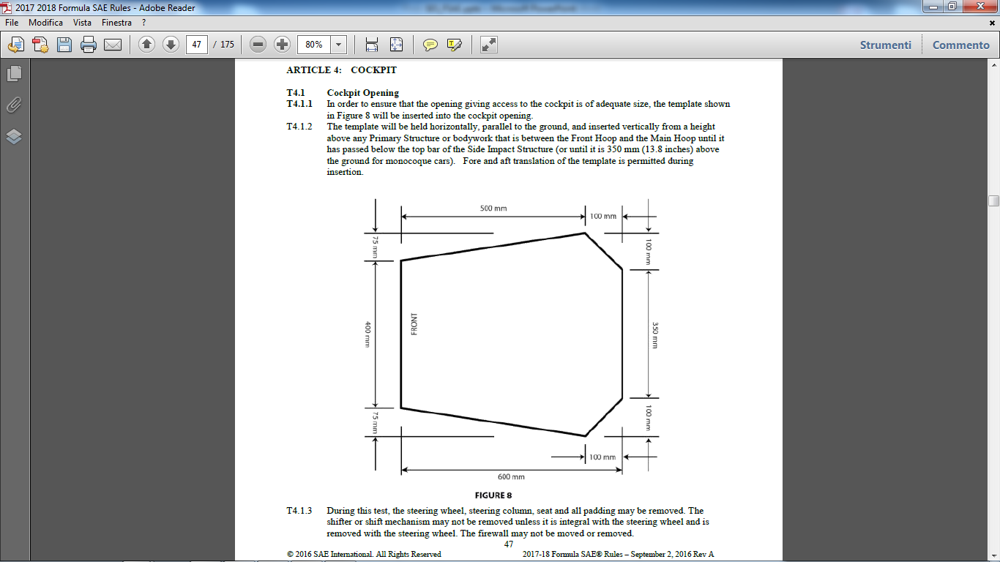 2017 2018 Formula SAE Rules - Adobe Reader
File Modifica Vista Finestra ?
47 / 175 80% Strumenti Commento
ARTICLE 4: COCKPIT
T4.1 Cockpit Opening
T4.1.1 In order to ensure that the opening giving access to the cockpit is of adequate size, the template shown
in Figure 8 will be inserted into the cockpit opening.
T4.1.2 The template will be held horizontally, parallel to the ground, and inserted vertically from a height
above any Primary Structure or bodywork that is between the Front Hoop and the Main Hoop until it
has passed below the top bar of the Side Impact Structure (or until it is 350 mm (13.8 inches) above
the ground for monocoque cars). Fore and aft translation of the template is permitted during
insertion.
500 mm
100 mm
75 mm
100 mm
400 mm
FRONT
350 mm
75 mm
100 mm
100 mm
600 mm
FIGURE 8
T4.1.3 During this test, the steering wheel, steering column, seat and all padding may be removed. The
shifter or shift mechanism may not be removed unless it is integral with the steering wheel and is
removed with the steering wheel. The firewall may not be moved or removed.
47
© 2016 SAE International. All Rights Reserved 2017-18 Formula SAE® Rules – September 2, 2016 Rev A